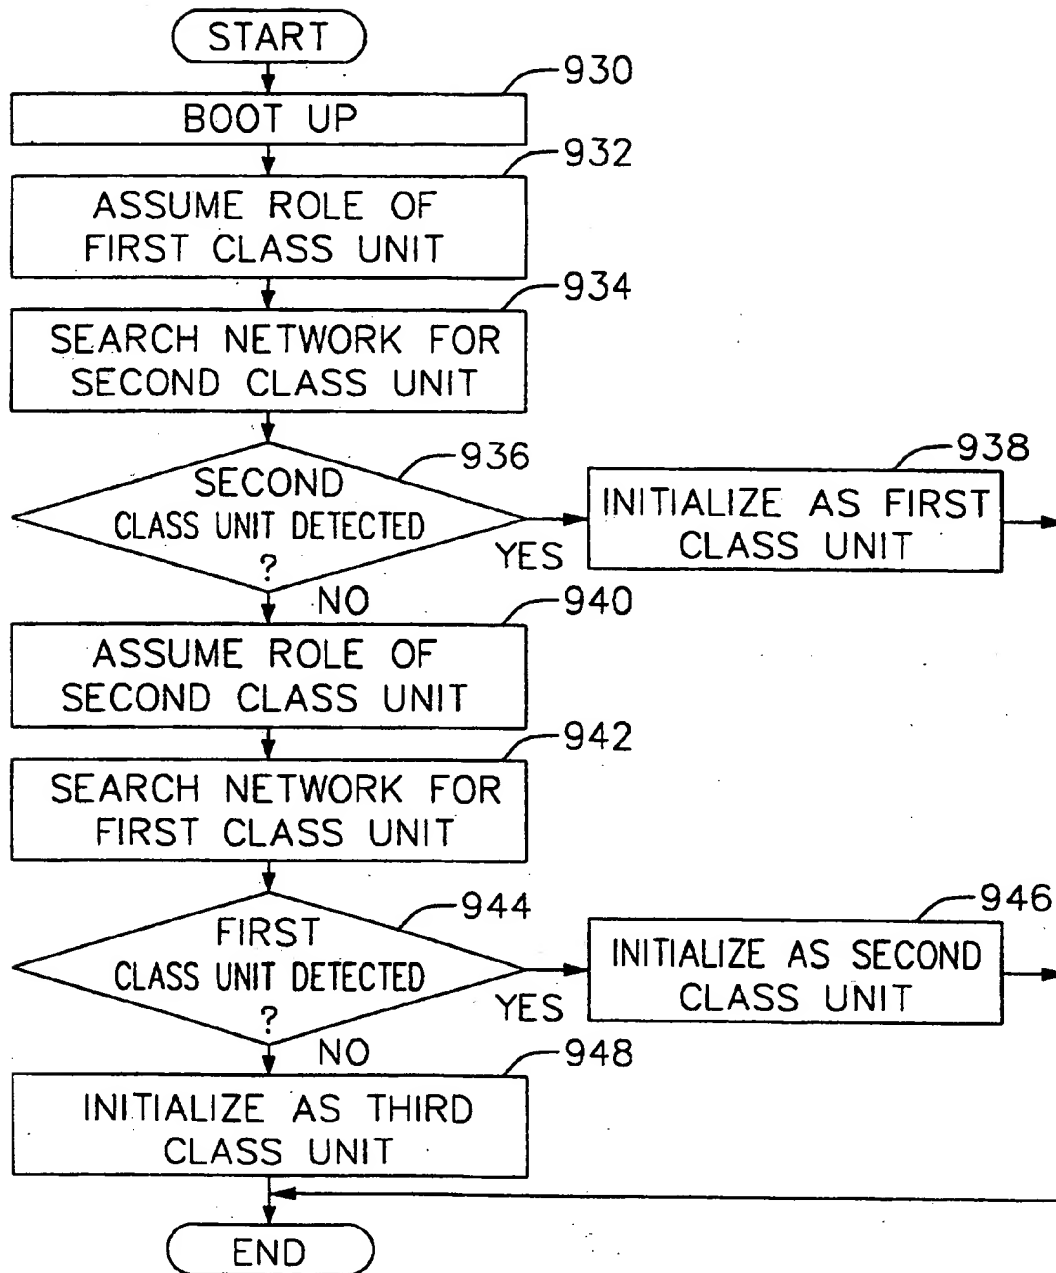 START
930
BOOT UP
932
ASSUME ROLE OF
FIRST CLASS UNIT
934
SEARCH NETWORK FOR
SECOND CLASS UNIT
936
SECOND
CLASS UNIT DETECTED
?
YES
NO
938
INITIALIZE AS FIRST
CLASS UNIT
940
ASSUME ROLE OF
SECOND CLASS UNIT
942
SEARCH NETWORK FOR
FIRST CLASS UNIT
944
FIRST
CLASS UNIT DETECTED
?
YES
NO
946
INITIALIZE AS SECOND
CLASS UNIT
948
INITIALIZE AS THIRD
CLASS UNIT
END